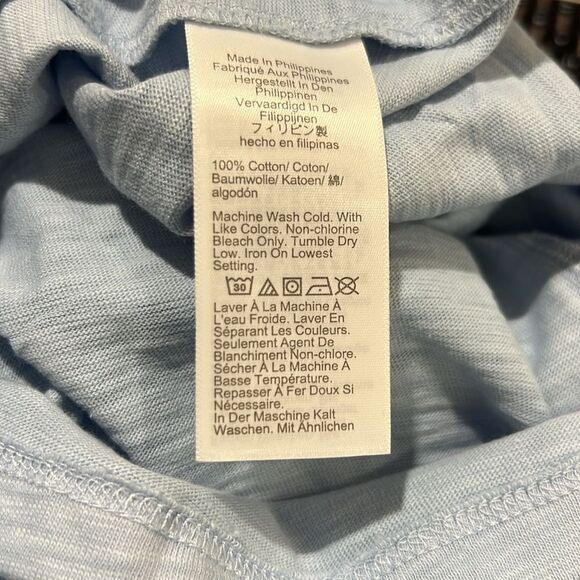 Made In Philippines
Fabriqué Aux Philippines
Hergestellt In Den
Philippinen
Vervaardigd In De
Filippijnen
フィリピン製
hecho en filipinas
100% Cotton/ Coton/
Baumwolle/ Katoen/ 綿/
algodón
Machine Wash Cold. With
Like Colors. Non-chlorine
Bleach Only. Tumble Dry
Low. Iron On Lowest
Setting.
30
Laver À La Machine À
L'eau Froide. Laver En
Séparant Les Couleurs.
Seulement Agent De
Blanchiment Non-chlore.
Sécher À La Machine À
Basse Température.
Repasser À Fer Doux Si
Nécessaire.
In Der Maschine Kalt
Waschen. Mit Ähnlichen